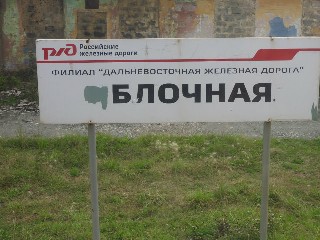 РЖД Российские
железные дороги
ФИЛИАЛ "ДАЛЬНЕВОСТОЧНАЯ ЖЕЛЕЗНАЯ ДОРОГА"
БЛОЧНАЯ